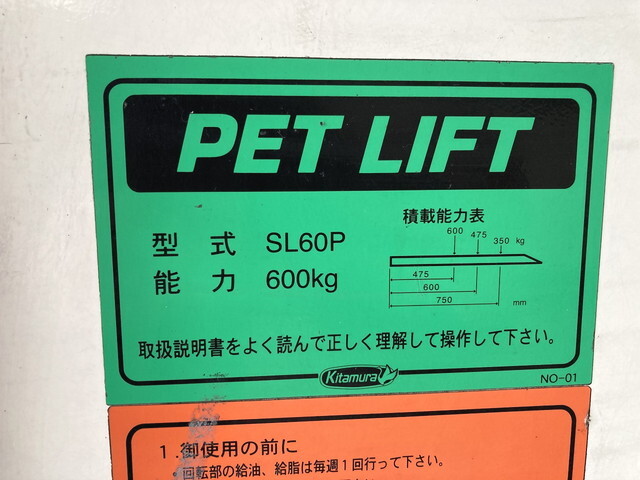 PET LIFT
型式 SL60P
能力 600kg
積載能力表
600 475 350 kg
475
600
750 mm
取扱説明書をよく読んで正しく理解して操作して下さい。
Kitamura
NO-01
1.御使用の前に
・回転部の給油、給脂は毎週1回行って下さい。